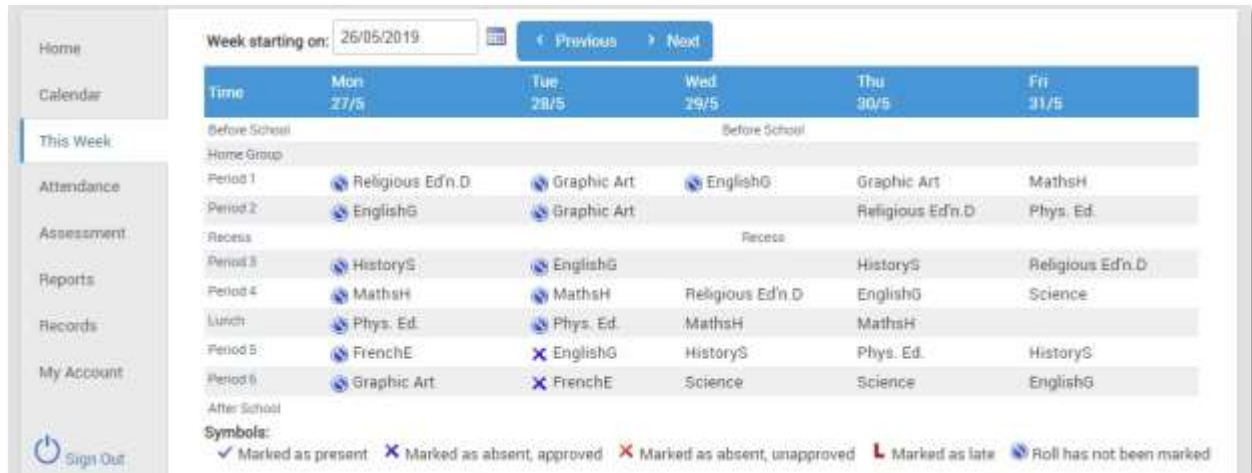 Home
Calendar
This Week
Attendance
Assessment
Reports
Records
My Account
Sign Out
Week starting on: 26/05/2019 Previous Next
Time Mon 27/5 Tue 28/5 Wed 29/5 Thu 30/5 Fri 31/5
Before School Before School
Home Group
Period 1 Religious Ed'n.D Graphic Art EnglishG Graphic Art MathsH
Period 2 EnglishG Graphic Art Religious Ed'n.D Phys. Ed.
Recess Recess
Period 3 HistoryS EnglishG HistoryS Religious Ed'n.D
Period 4 MathsH MathsH Religious Ed'n.D EnglishG Science
Lunch Phys. Ed. Phys. Ed. MathsH MathsH
Period 5 FrenchE EnglishG HistoryS Phys. Ed. HistoryS
Period 6 Graphic Art FrenchE Science Science EnglishG
After School
Symbols:
Marked as present Marked as absent, approved Marked as absent, unapproved Marked as late Roll has not been marked